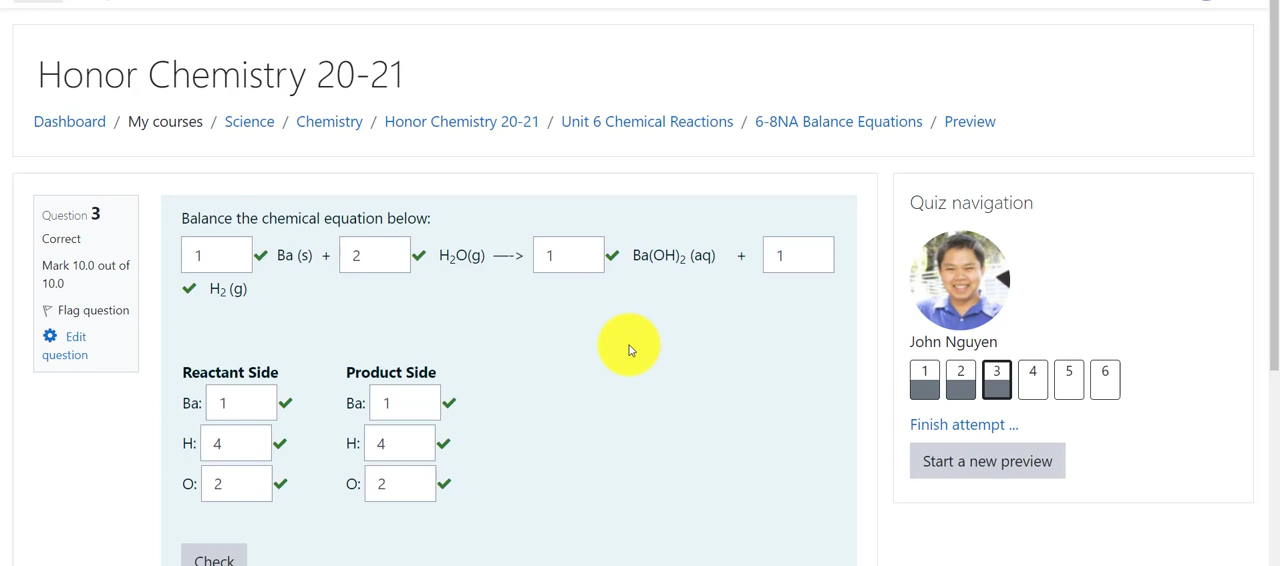 Honor Chemistry 20-21
Dashboard / My courses / Science / Chemistry / Honor Chemistry 20-21 / Unit 6 Chemical Reactions / 6-8NA Balance Equations / Preview
Question 3
Correct
Mark 10.0 out of
10.0
Flag question
Edit
question
Balance the chemical equation below:
1 Ba (s) + 2 H₂O(g) —-> 1 Ba(OH)₂ (aq) + 1
H₂ (g)
Reactant Side Product Side
Ba: 1 Ba: 1
H: 4 H: 4
O: 2 O: 2
Check
Quiz navigation
John Nguyen
1 2 3 4 5 6
Finish attempt ...
Start a new preview